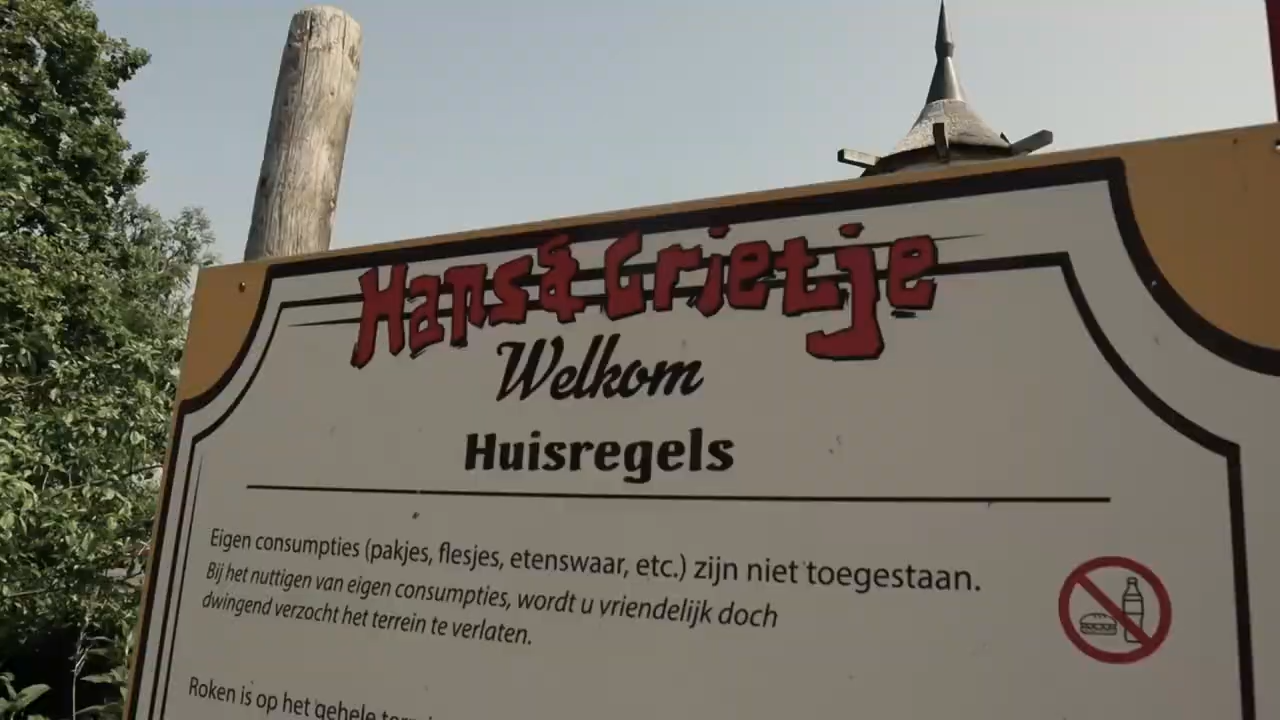 Hans & Grietje
Welkom
Huisregels
Eigen consumpties (pakjes, flesjes, etenswaar, etc.) zijn niet toegestaan.
Bij het nuttigen van eigen consumpties, wordt u vriendelijk doch
dwingend verzocht het terrein te verlaten.
Roken is op het gehele